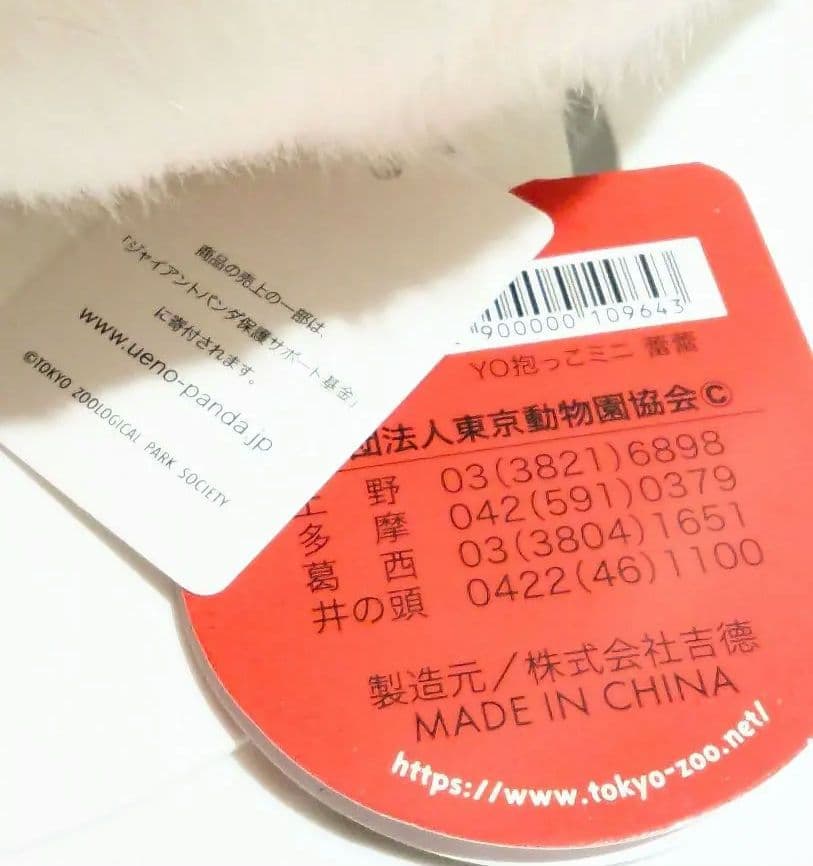 商品の売上の一部は、
「ジャイアントパンダ保護サポート基金」
に寄付されます。
www.ueno-panda.jp
©TOKYO ZOOLOGICAL PARK SOCIETY
900000 109643
YO抱っこミニ 蕾蕾
団法人東京動物園協会©
上野 03(3821)6898
多摩 042(591)0379
葛西 03(3804)1651
井の頭 0422(46)1100
製造元/株式会社吉德
MADE IN CHINA
https://www.tokyo-zoo.net/